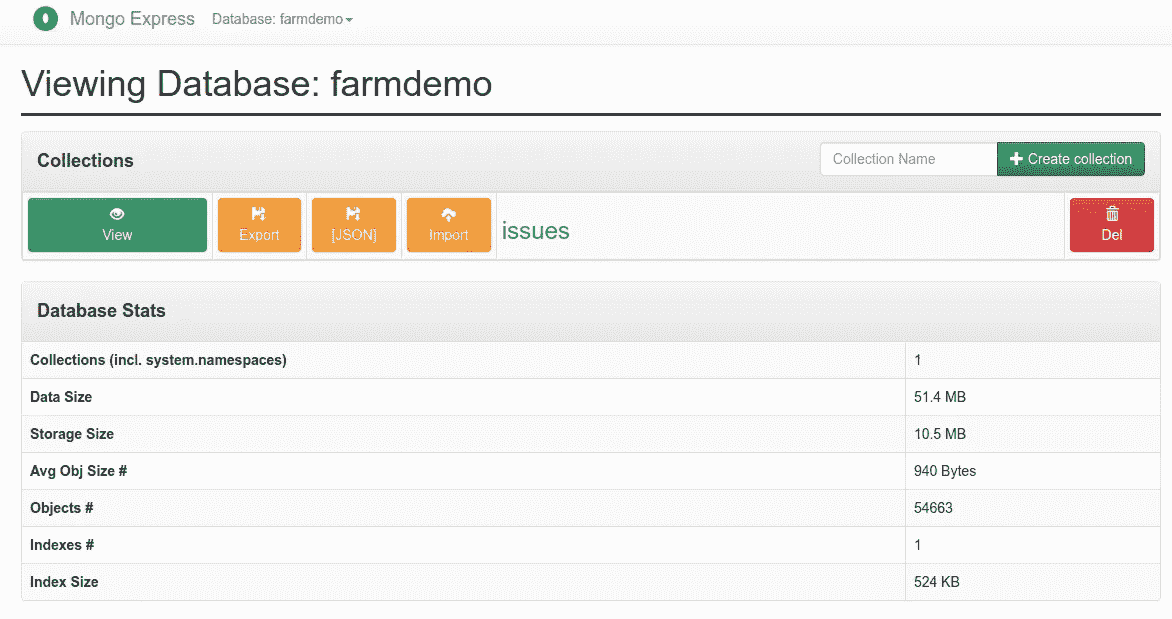 Mongo Express Database: farmdemo
Viewing Database: farmdemo
Collections Collection Name Create collection
View Export [JSON] Import issues Del
Database Stats
Collections (incl. system.namespaces) 1
Data Size 51.4 MB
Storage Size 10.5 MB
Avg Obj Size # 940 Bytes
Objects # 54663
Indexes # 1
Index Size 524 KB